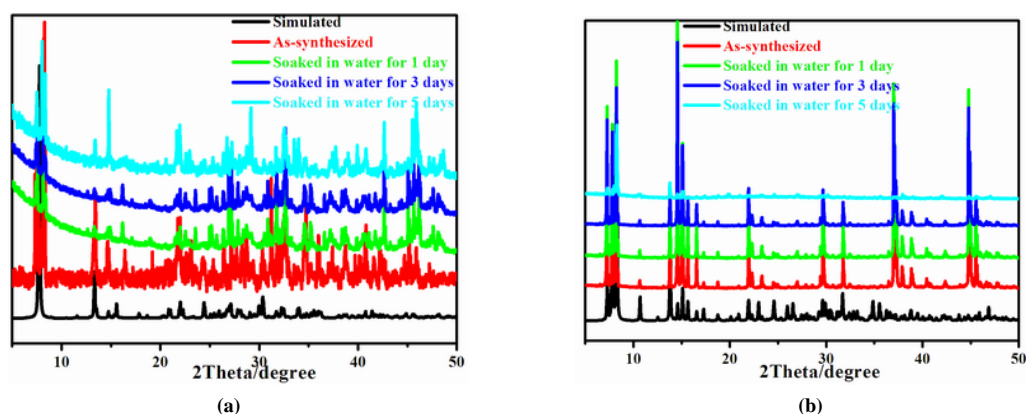 Simulated
As-synthesized
Soaked in water for 1 day
Soaked in water for 3 days
Soaked in water for 5 days
10 20 30 40 50
2Theta/degree
(a)
Simulated
As-synthesized
Soaked in water for 1 day
Soaked in water for 3 days
Soaked in water for 5 days
10 20 30 40 50
2Theta/degree
(b)